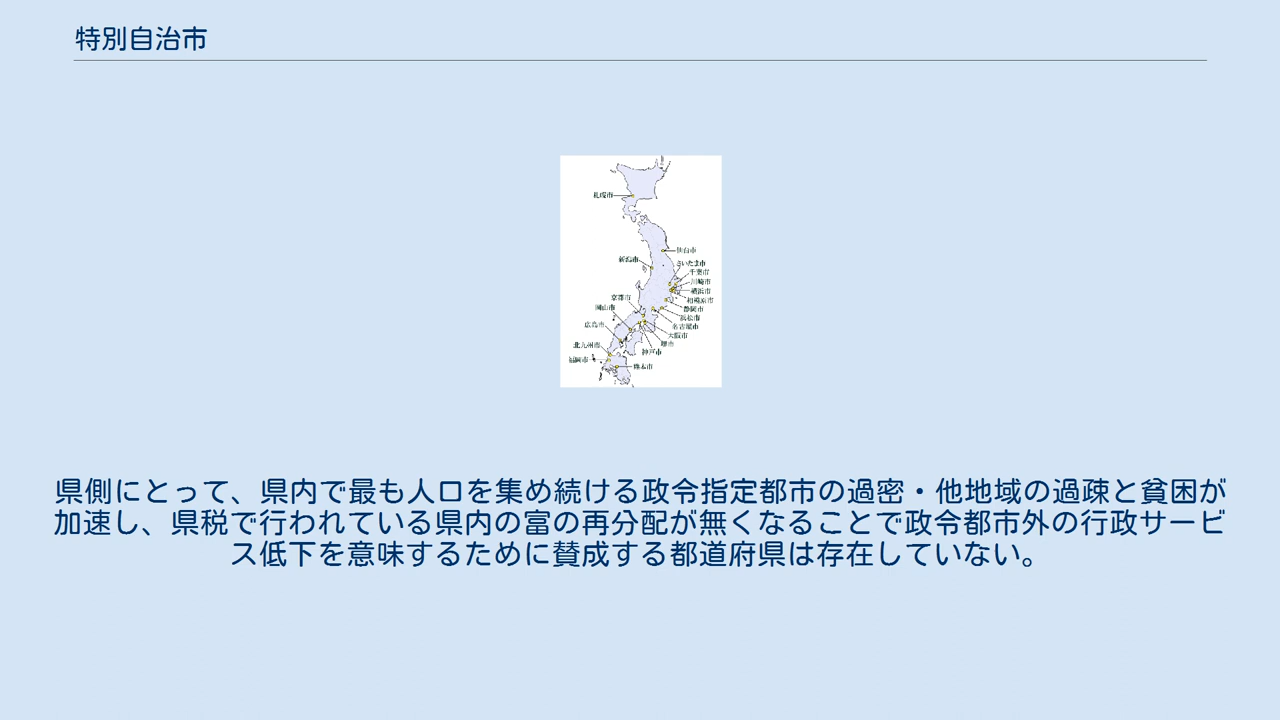 特別自治市
札幌市
仙台市
新潟市
さいたま市
千葉市
川崎市
横浜市
相模原市
京都市
静岡市
岡山市
浜松市
広島市
名古屋市
大阪市
堺市
北九州市
神戸市
福岡市
熊本市
県側にとって、県内で最も人口を集め続ける政令指定都市の過密・他地域の過疎と貧困が
加速し、県税で行われている県内の富の再分配が無くなることで政令都市外の行政サービ
ス低下を意味するために賛成する都道府県は存在していない。